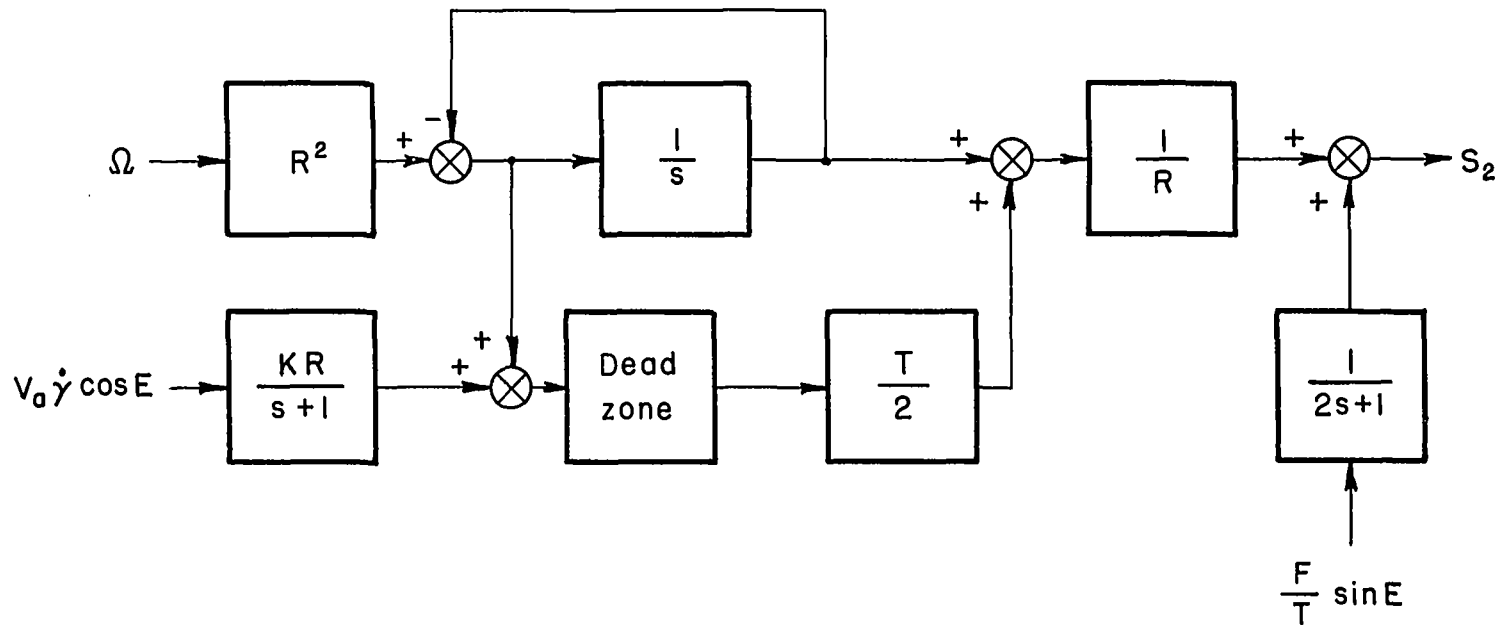 Ω
R²
+
−
1/s
+
+
1/R
+
+
S₂
Vₐ γ̇ cos E
KR/(s+1)
+
+
Dead
zone
T/2
1/(2s+1)
F/T sin E